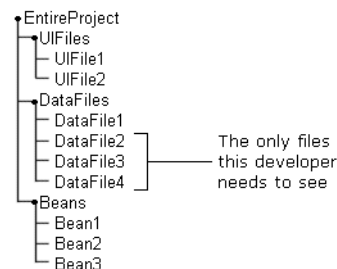 EntireProject
UIFiles
UIFile1
UIFile2
DataFiles
DataFile1
DataFile2
DataFile3
DataFile4
The only files
this developer
needs to see
Beans
Bean1
Bean2
Bean3